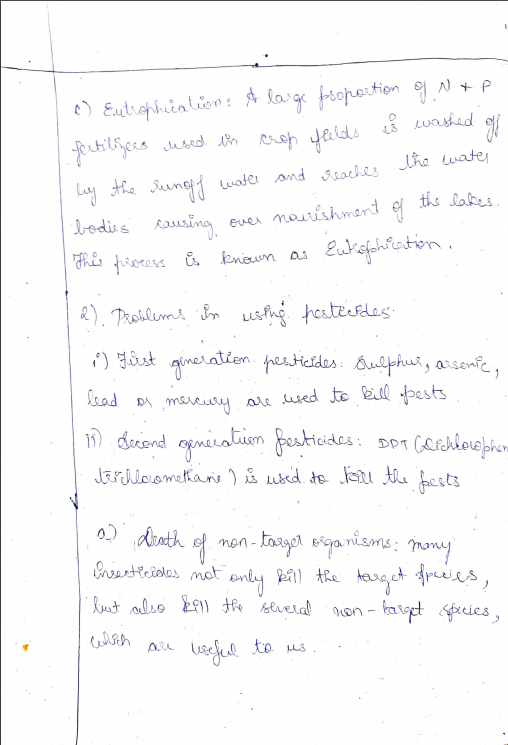 c) Eutrophication: A large proportion of N + P
fertilizers used in crop fields is washed off
by the runoff water and reaches the water
bodies causing over nourishment of the lakes.
This process is known as Eutrophication.
2). Problems in using pesticides.
i) First generation pesticides: Sulphur, arsenic,
lead or mercury are used to kill pests
ii) Second generation pesticides: DDT (Dichlorophen
trichloromethane) is used to kill the pests
a) Death of non-target organisms: many
insecticides not only kill the target species,
but also kill the several non-target species,
which are useful to us.